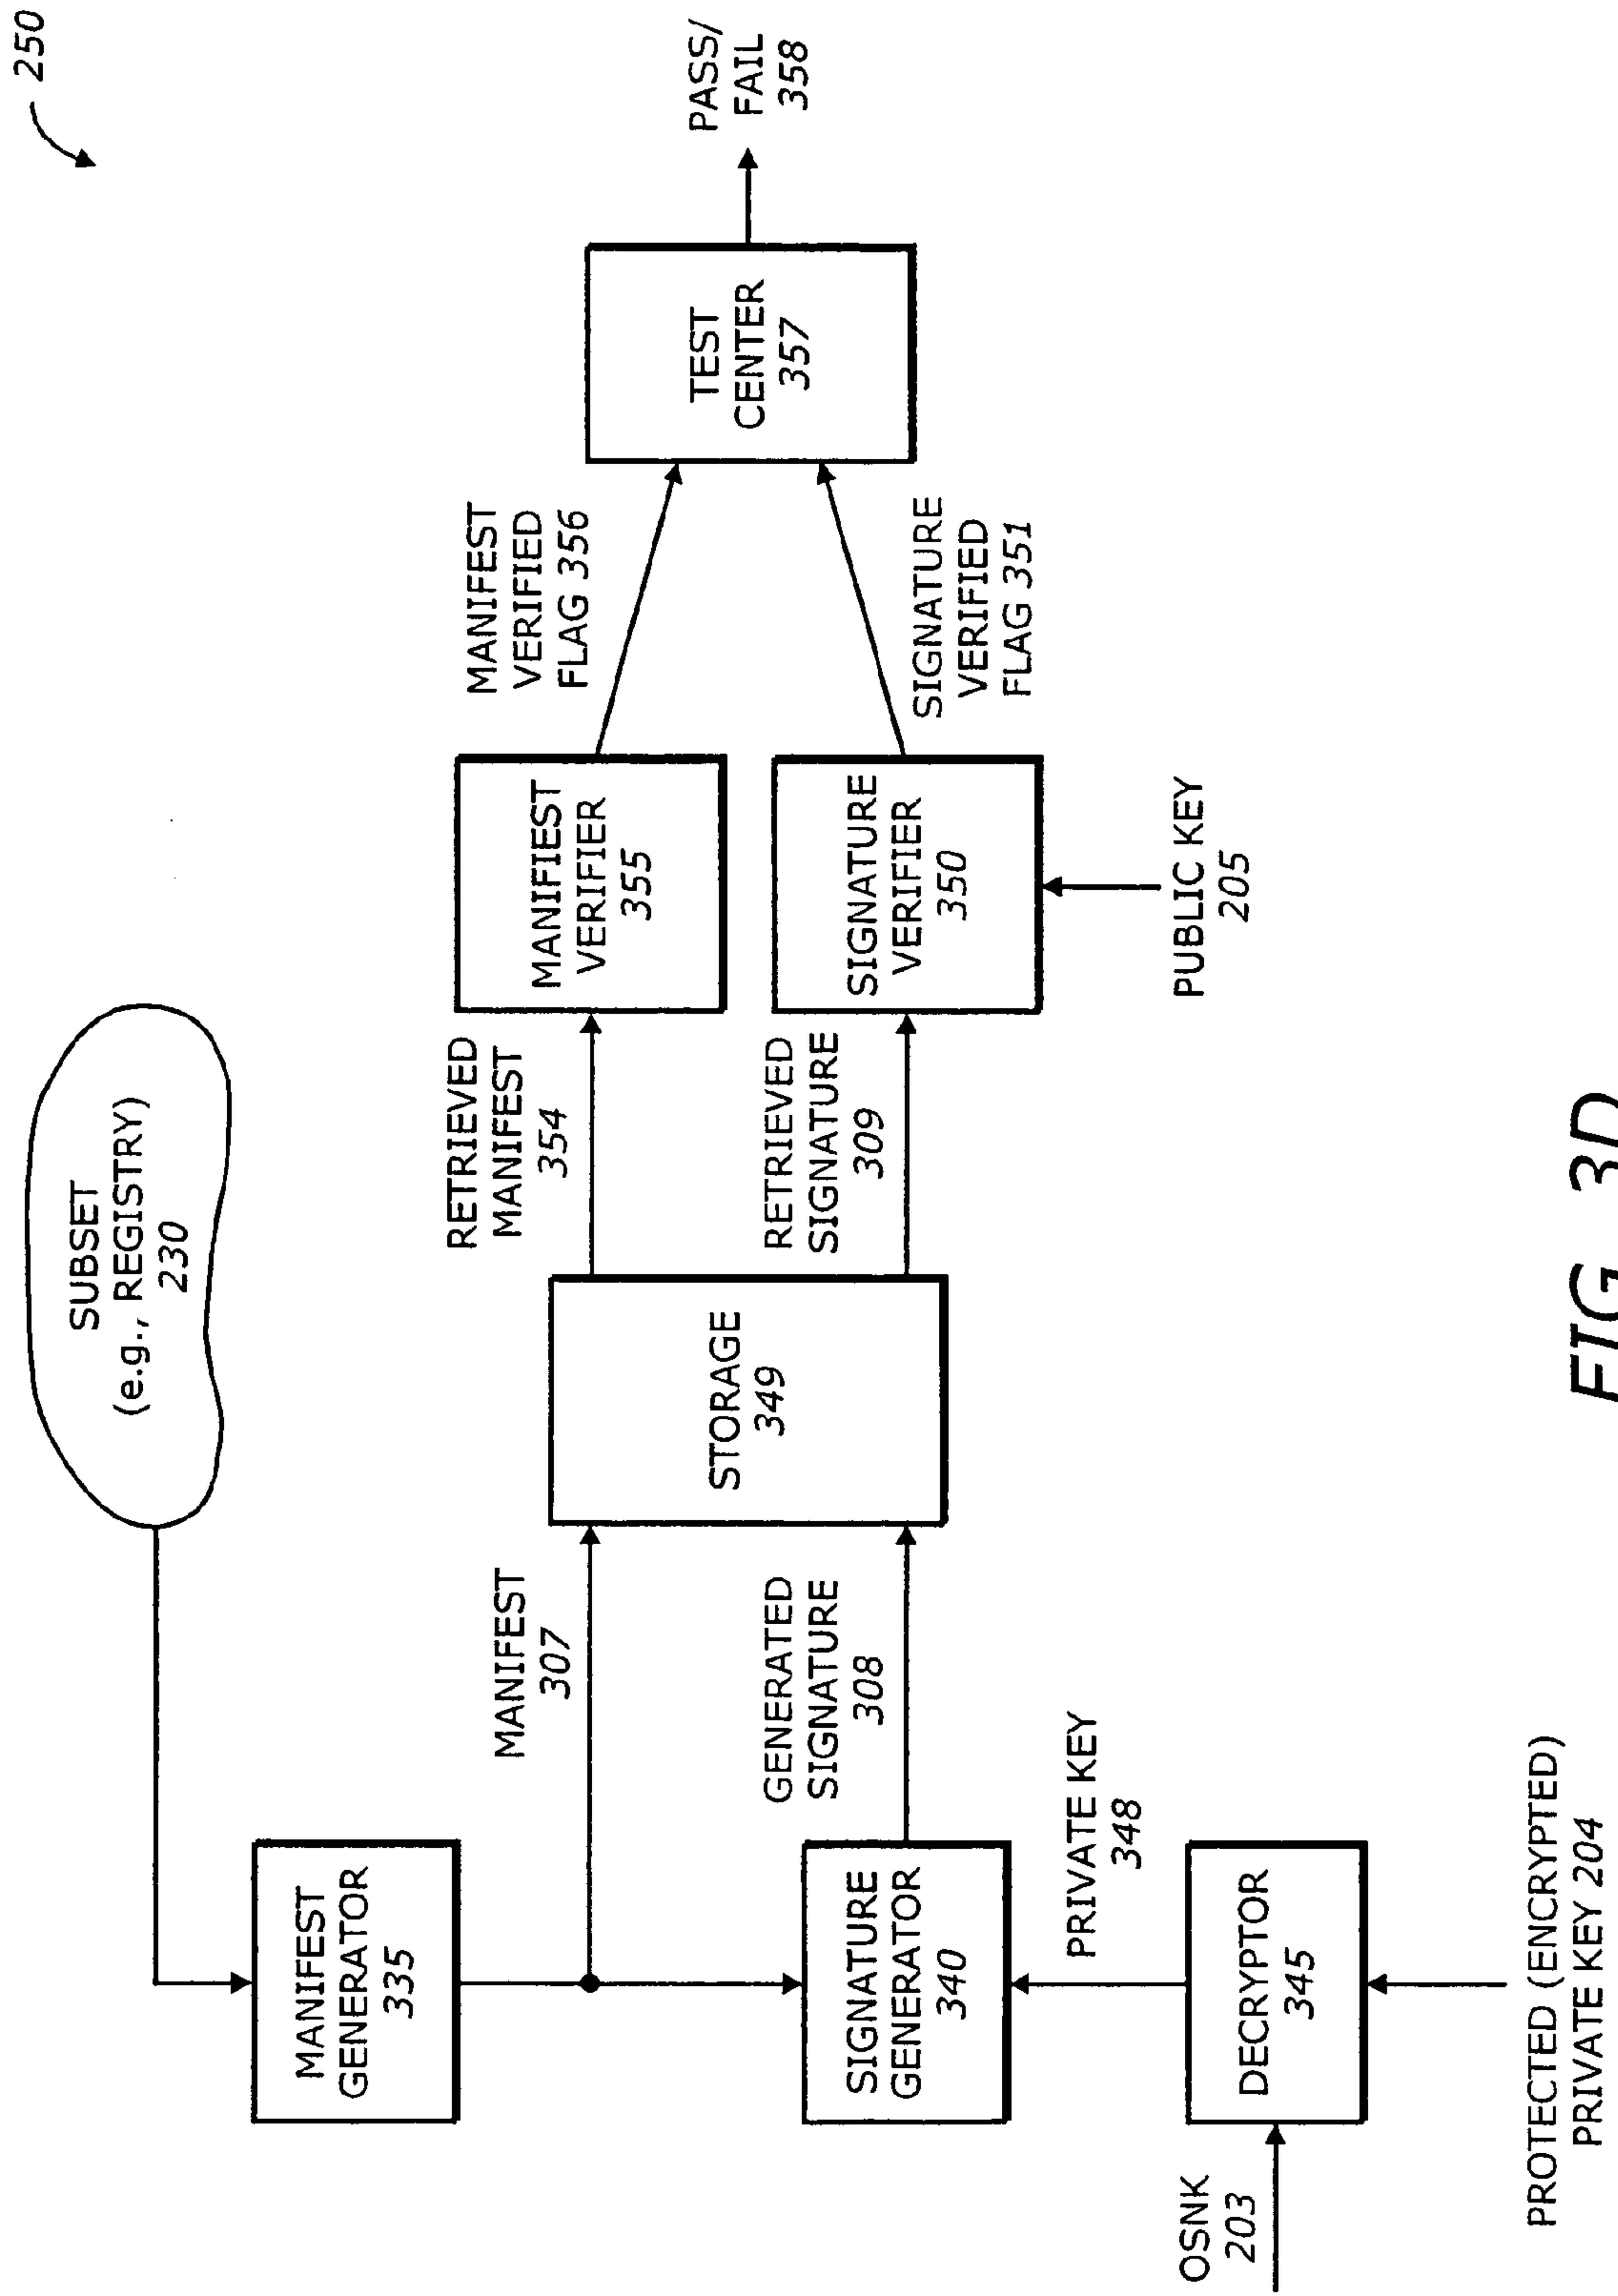 250
SUBSET
(e.g., REGISTRY)
230
MANIFEST
GENERATOR
335
MANIFEST
307
RETRIEVED
MANIFEST
354
MANIFEST
VERIFIER
355
MANIFEST
VERIFIED
FLAG 356
STORAGE
349
TEST
CENTER
357
PASS/
FAIL
358
SIGNATURE
GENERATOR
340
GENERATED
SIGNATURE
308
RETRIEVED
SIGNATURE
309
SIGNATURE
VERIFIER
350
SIGNATURE
VERIFIED
FLAG 351
PRIVATE KEY
348
PUBLIC KEY
205
OSNK
203
DECRYPTOR
345
PROTECTED (ENCRYPTED)
PRIVATE KEY 204
FIG. 3D